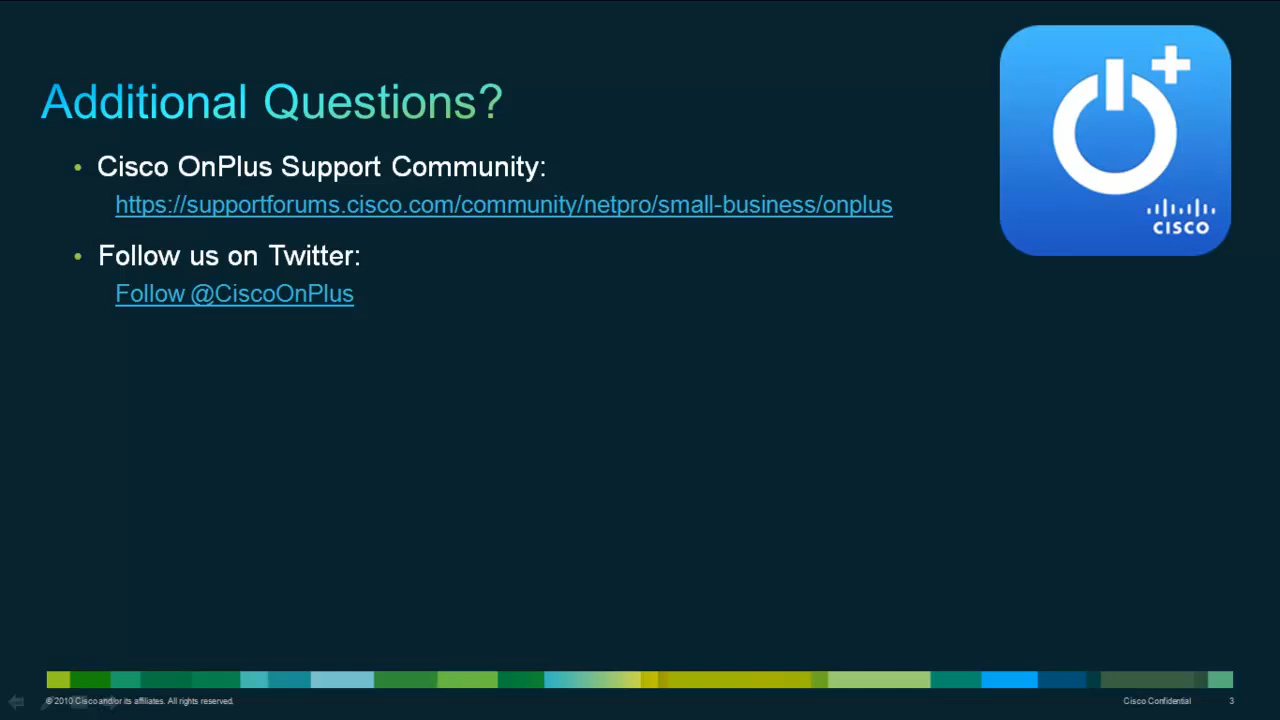 Additional Questions?
• Cisco OnPlus Support Community:
https://supportforums.cisco.com/community/netpro/small-business/onplus
• Follow us on Twitter:
Follow @CiscoOnPlus
CISCO
© 2010 Cisco and/or its affiliates. All rights reserved.
Cisco Confidential
3